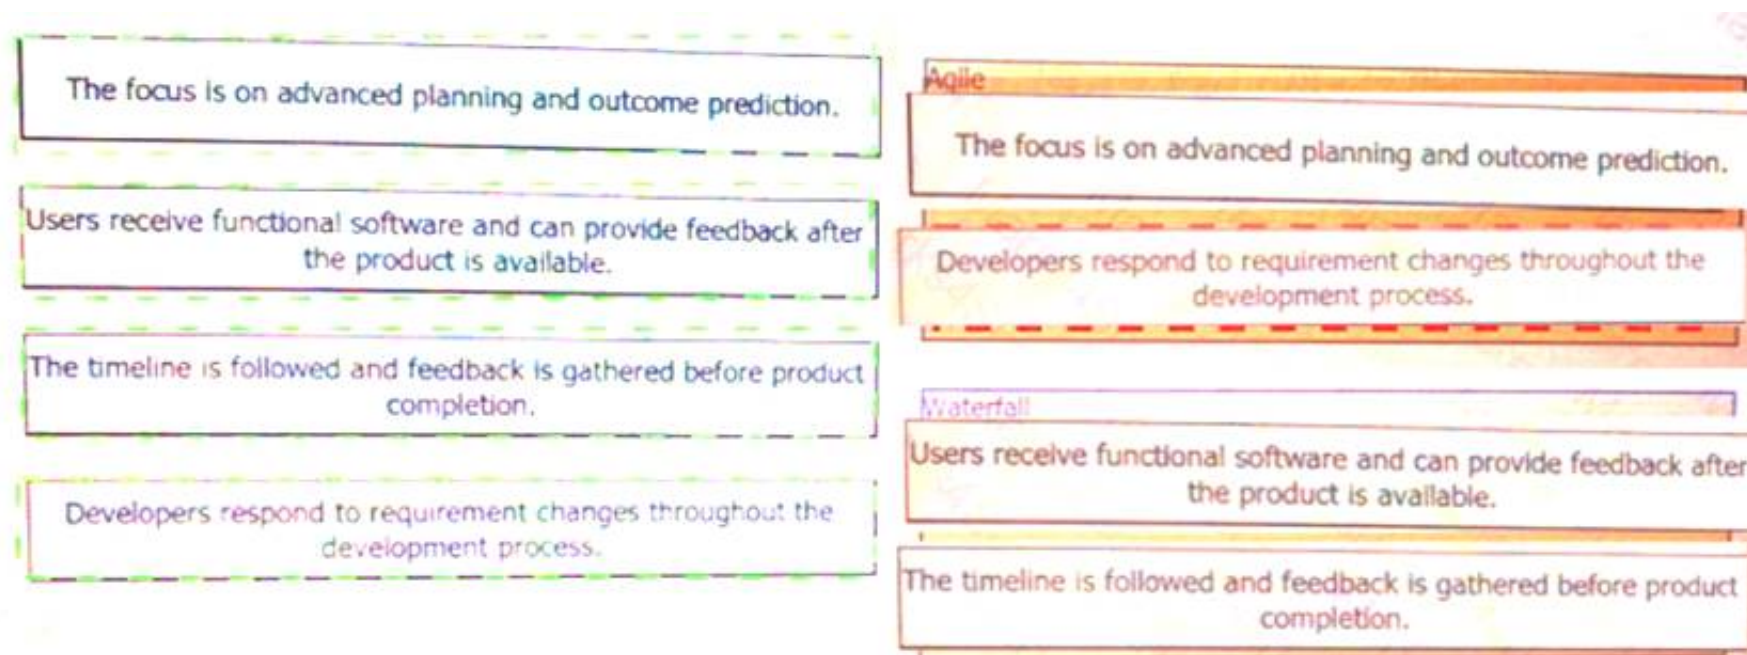 The focus is on advanced planning and outcome prediction.
Users receive functional software and can provide feedback after
the product is available.
The timeline is followed and feedback is gathered before product
completion.
Developers respond to requirement changes throughout the
development process.
Agile
The focus is on advanced planning and outcome prediction.
Developers respond to requirement changes throughout the
development process.
Waterfall
Users receive functional software and can provide feedback after
the product is available.
The timeline is followed and feedback is gathered before product
completion.